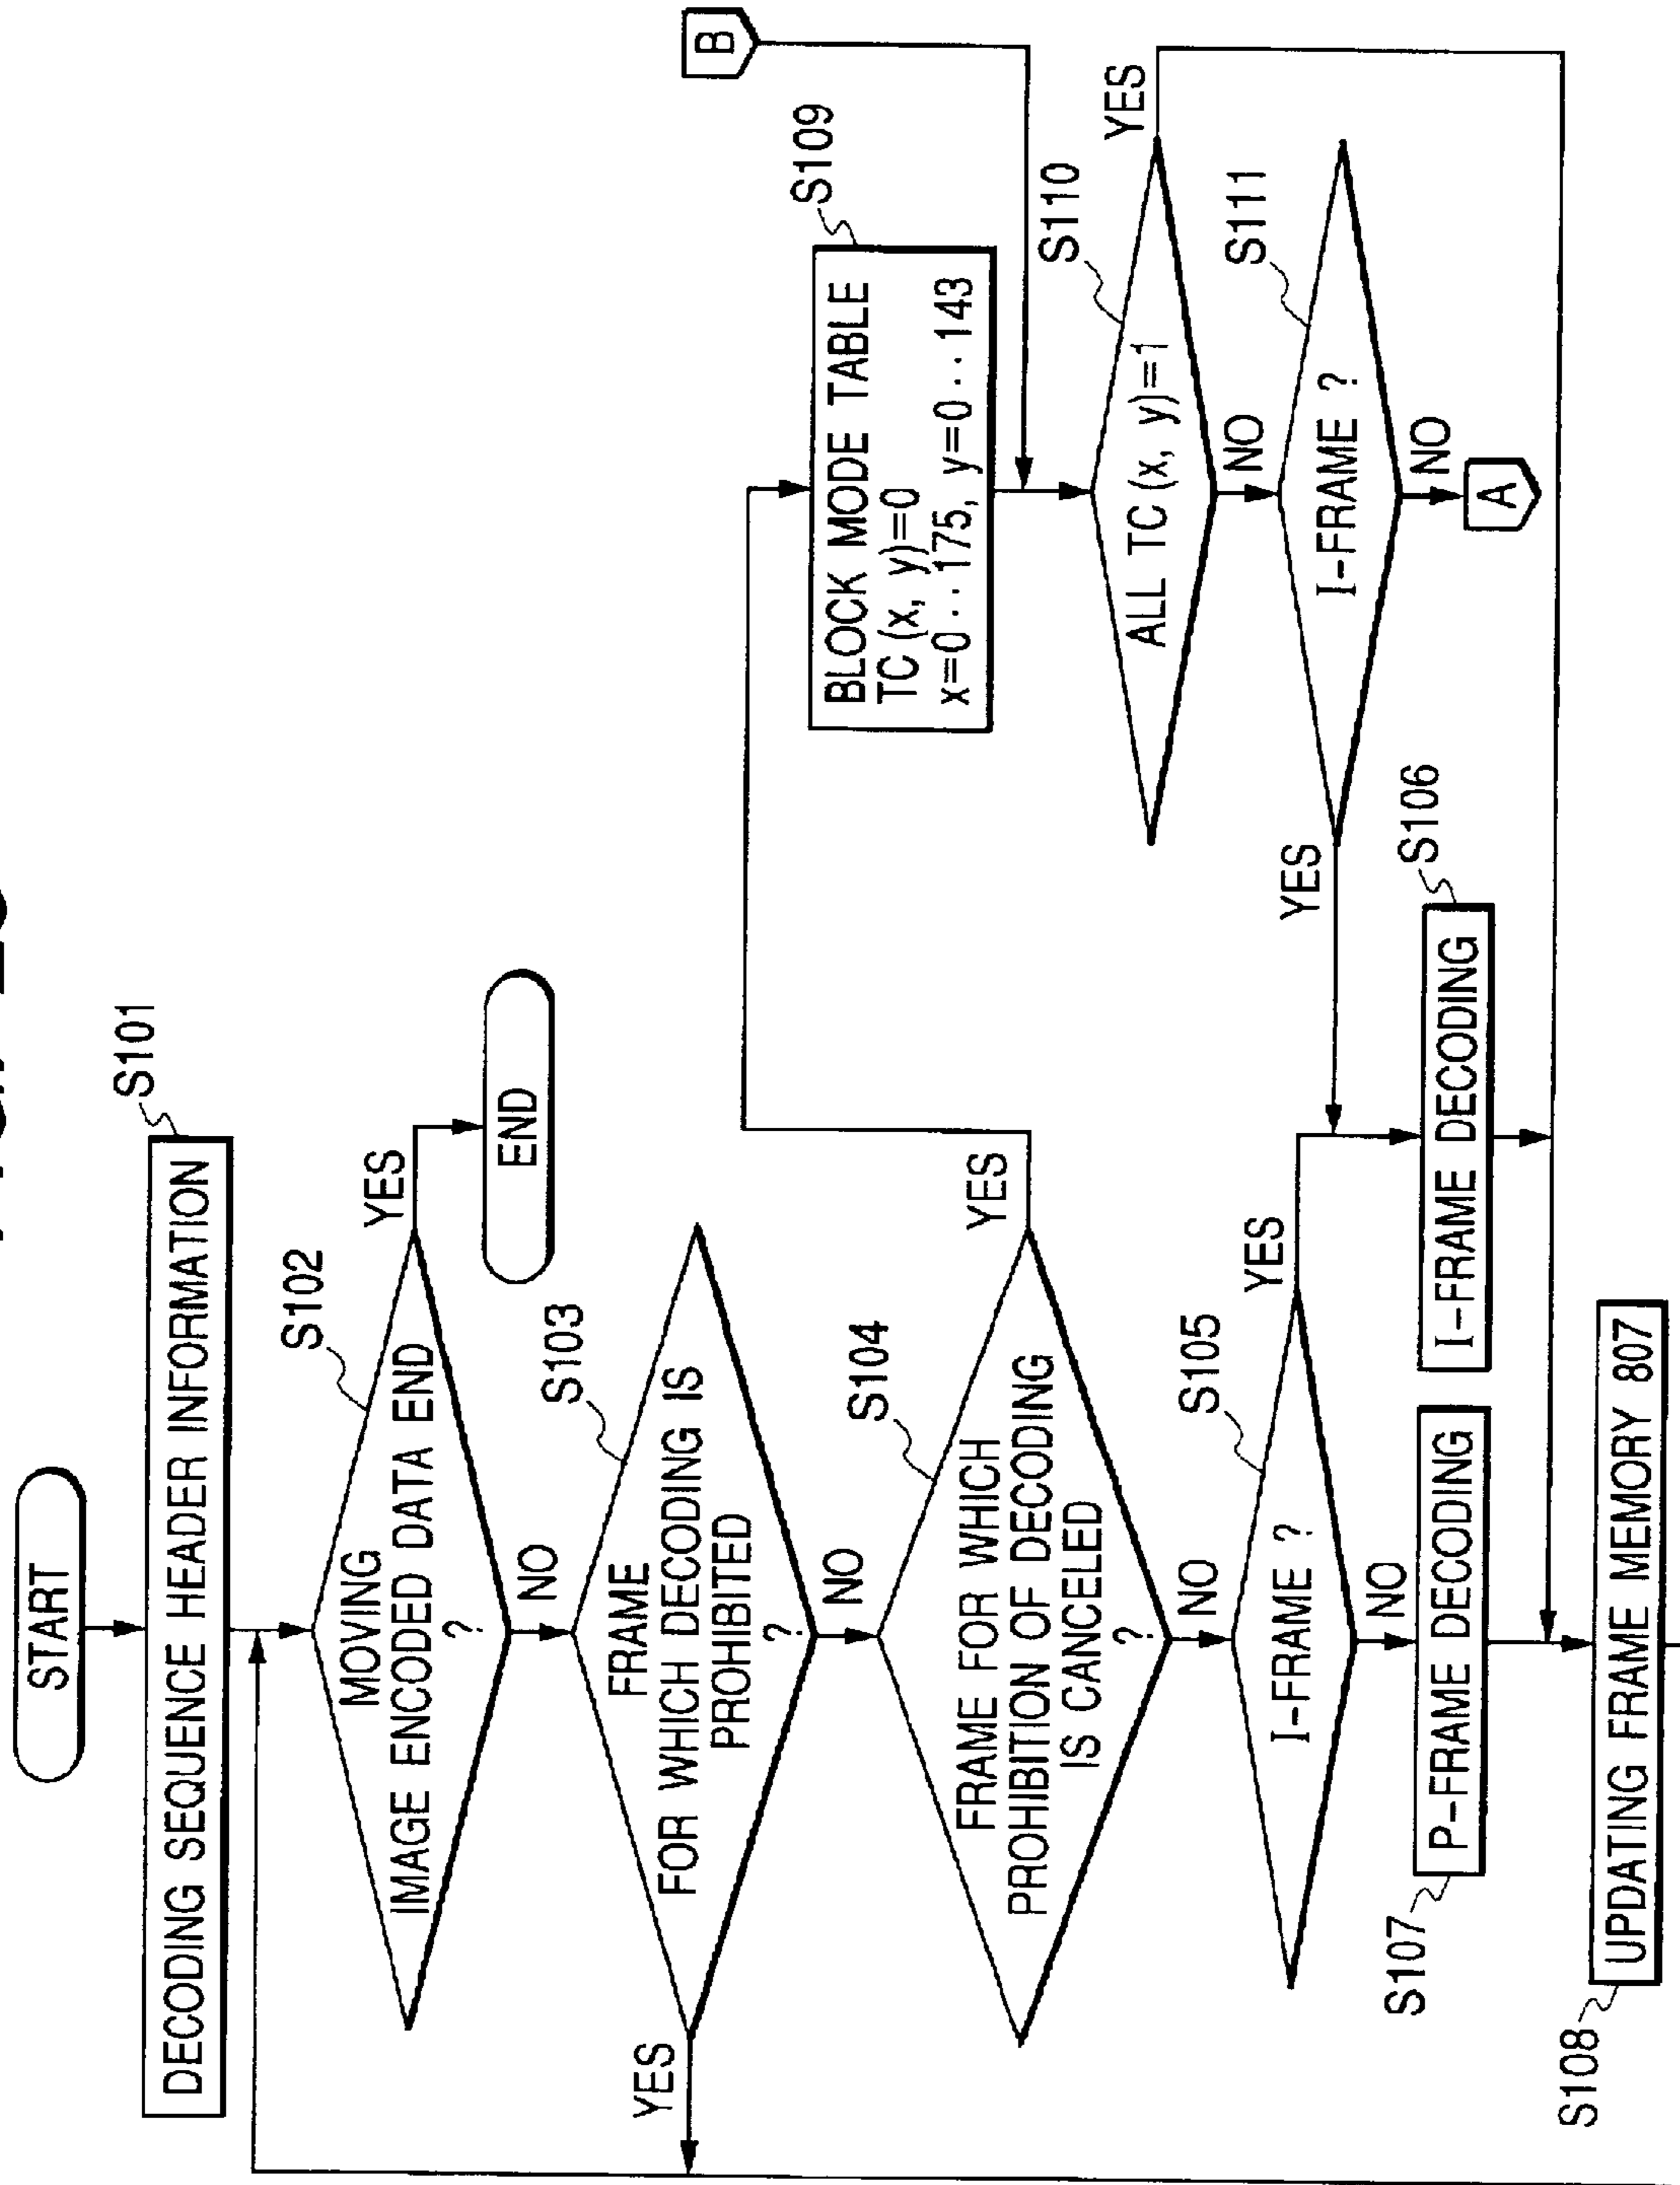 START
DECODING SEQUENCE HEADER INFORMATION
S101
MOVING
IMAGE ENCODED DATA END
?
S102
YES
END
NO
FRAME
FOR WHICH DECODING IS
PROHIBITED
?
S103
YES
NO
FRAME FOR WHICH
PROHIBITION OF DECODING
IS CANCELED
?
S104
YES
NO
I-FRAME ?
S105
YES
NO
P-FRAME DECODING
S107
I-FRAME DECODING
S106
UPDATING FRAME MEMORY 807
S108
BLOCK MODE TABLE
TC (x, y)=0
x=0··175, y=0··143
S109
B
ALL TC (x, y)=1
S110
YES
NO
I-FRAME ?
S111
YES
NO
A